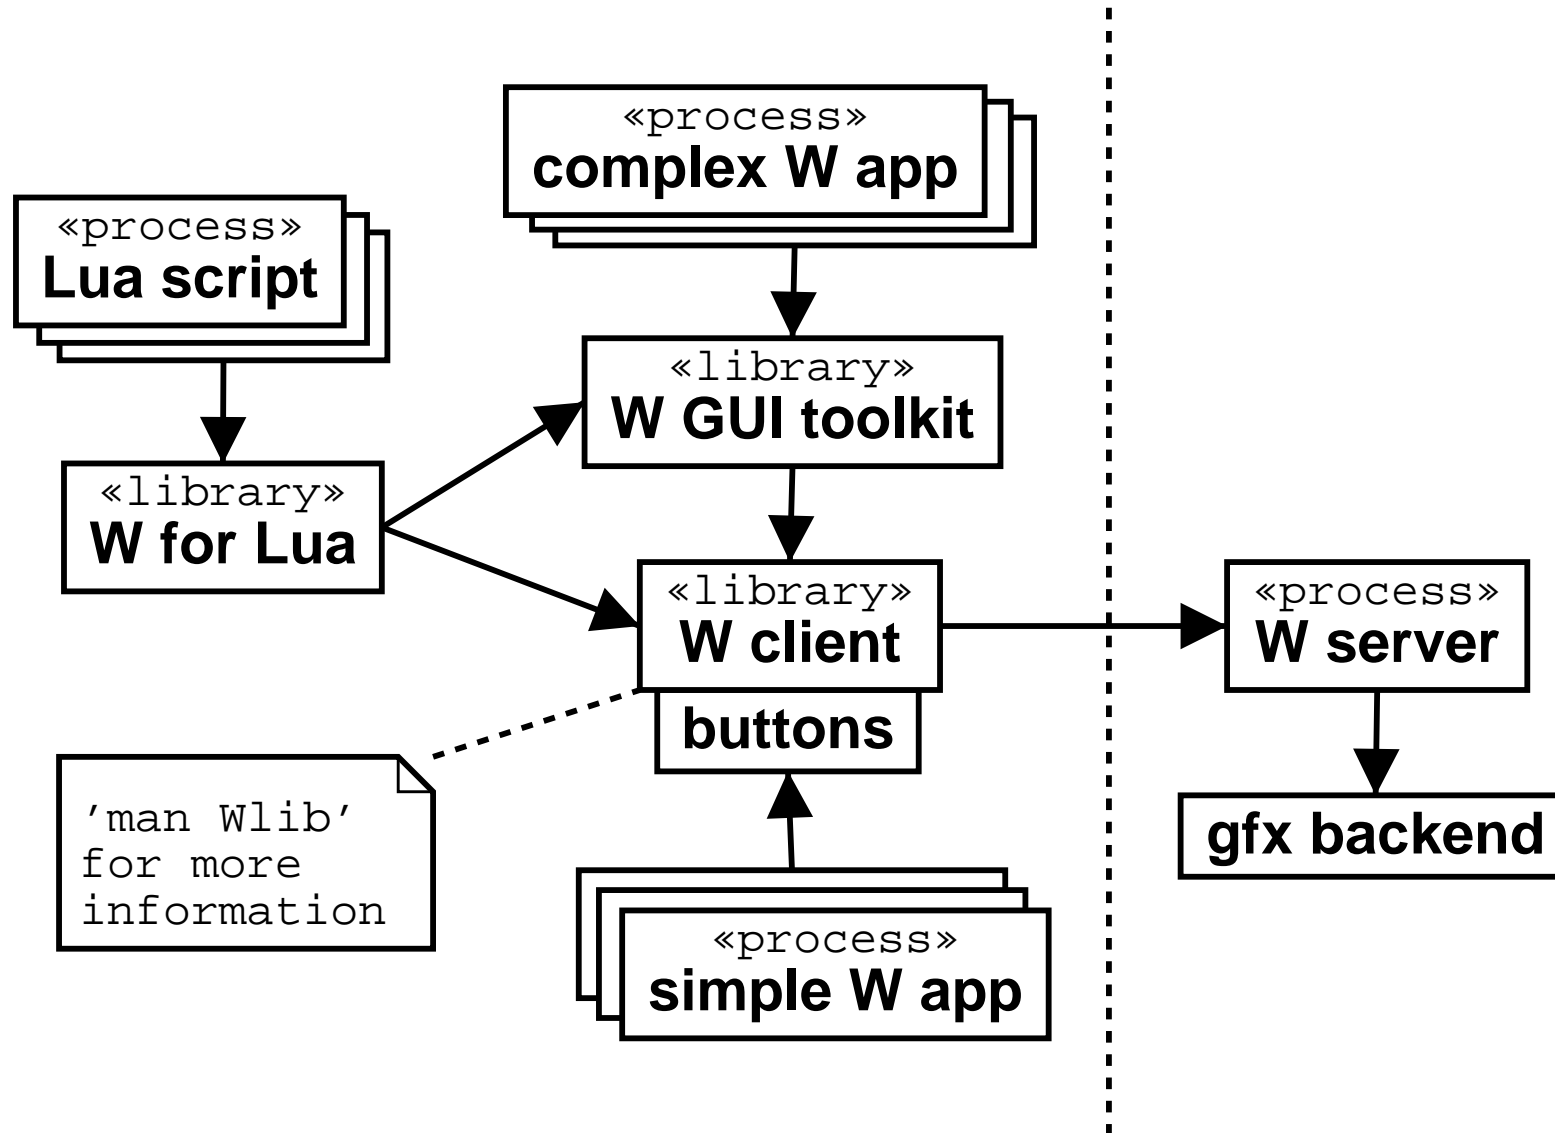 «process»
complex W app
«process»
Lua script
«library»
W GUI toolkit
«library»
W for Lua
«library»
W client
buttons
«process»
W server
gfx backend
’man Wlib’
for more
information
«process»
simple W app